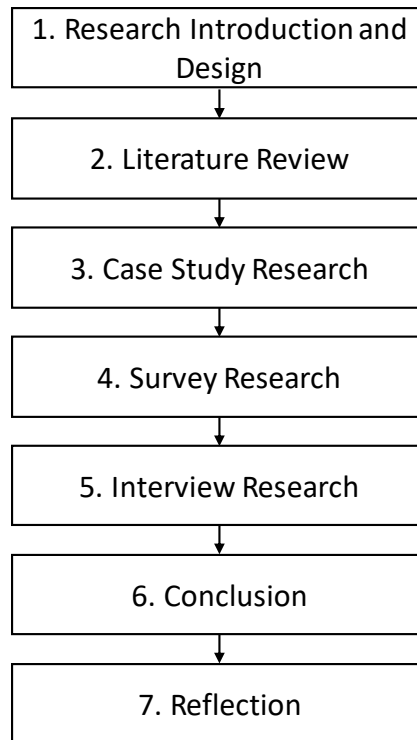 1. Research Introduction and
Design
2. Literature Review
3. Case Study Research
4. Survey Research
5. Interview Research
6. Conclusion
7. Reflection